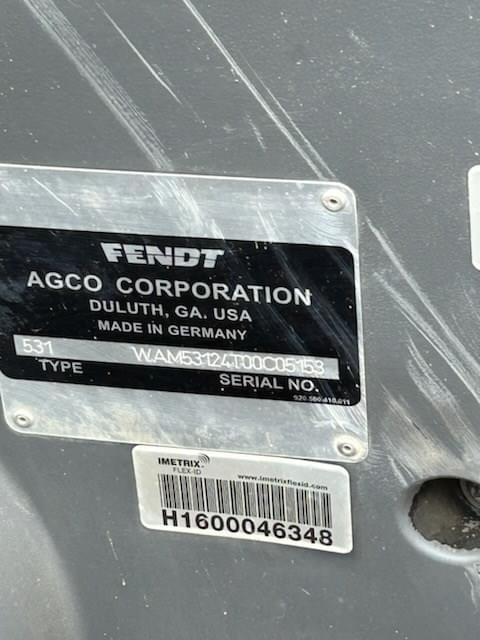 FENDT
AGCO CORPORATION
DULUTH, GA. USA
MADE IN GERMANY
531 WAM53124T00C05153
TYPE SERIAL NO.
IMETRIX
FLEX-ID
www.imetrixflexid.com
H1600046348